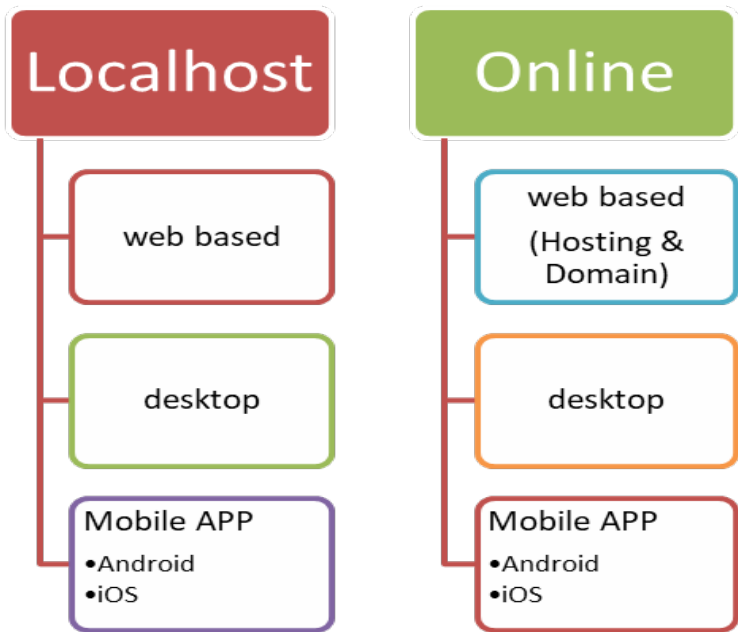 Localhost
web based
desktop
Mobile APP
•Android
•iOS
Online
web based
(Hosting &
Domain)
desktop
Mobile APP
•Android
•iOS